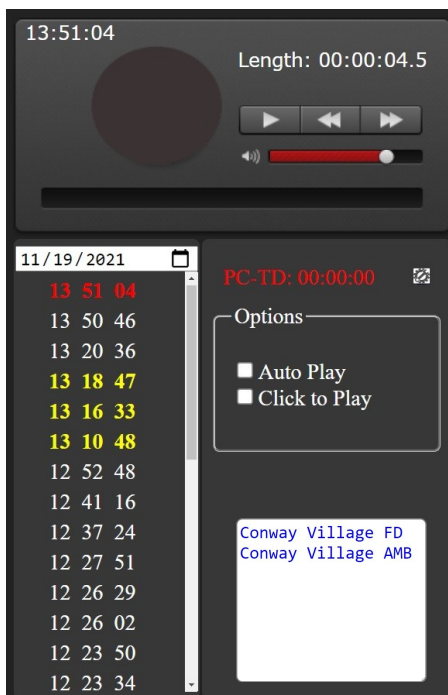 13:51:04
Length: 00:00:04.5
11/19/2021
13 51 04
13 50 46
13 20 36
13 18 47
13 16 33
13 10 48
12 52 48
12 41 16
12 37 24
12 27 51
12 26 29
12 26 02
12 23 50
12 23 34
PC-TD: 00:00:00
Options
Auto Play
Click to Play
Conway Village FD
Conway Village AMB